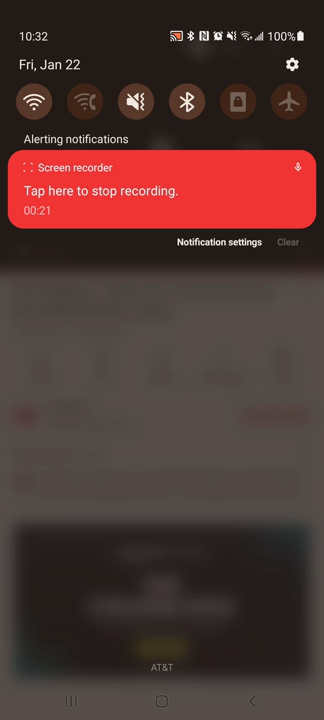 10:32
100%
Fri, Jan 22
Alerting notifications
Screen recorder
Tap here to stop recording.
00:21
Notification settings
Clear
AT&T